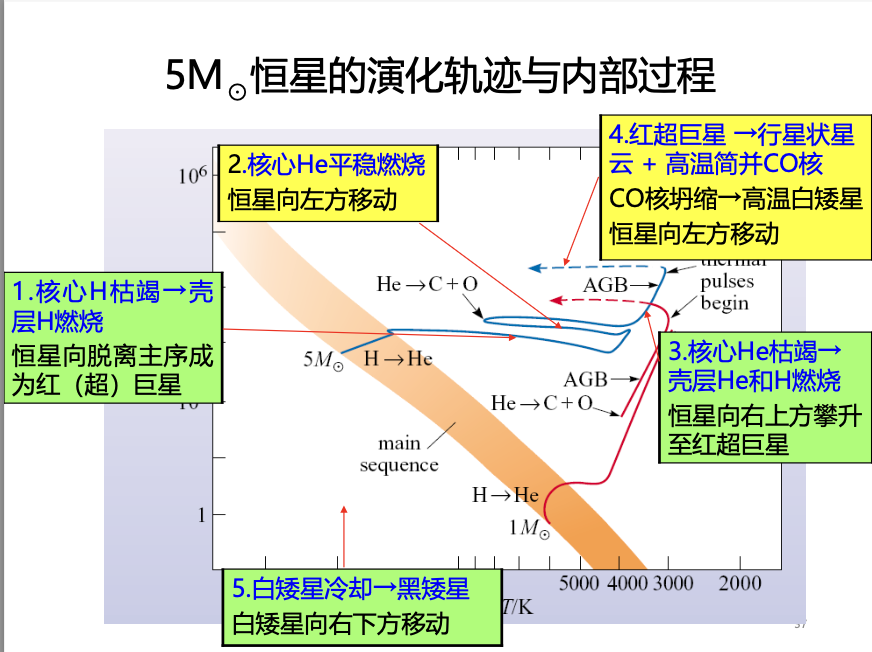 5M⊙恒星的演化轨迹与内部过程
4.红超巨星 →行星状星
云 + 高温简并CO核
CO核坍缩→高温白矮星
恒星向左方移动
2.核心He平稳燃烧
恒星向左方移动
10⁶
thermal
pulses
begin
He→C+O
AGB
1.核心H枯竭→壳
层H燃烧
恒星向脱离主序成
为红（超）巨星
5M⊙
H→He
3.核心He枯竭→
壳层He和H燃烧
恒星向右上方攀升
至红超巨星
AGB
He→C+O
10
main
sequence
H→He
1
1M⊙
5.白矮星冷却→黑矮星
白矮星向右下方移动
5000 4000 3000 2000
T/K
37